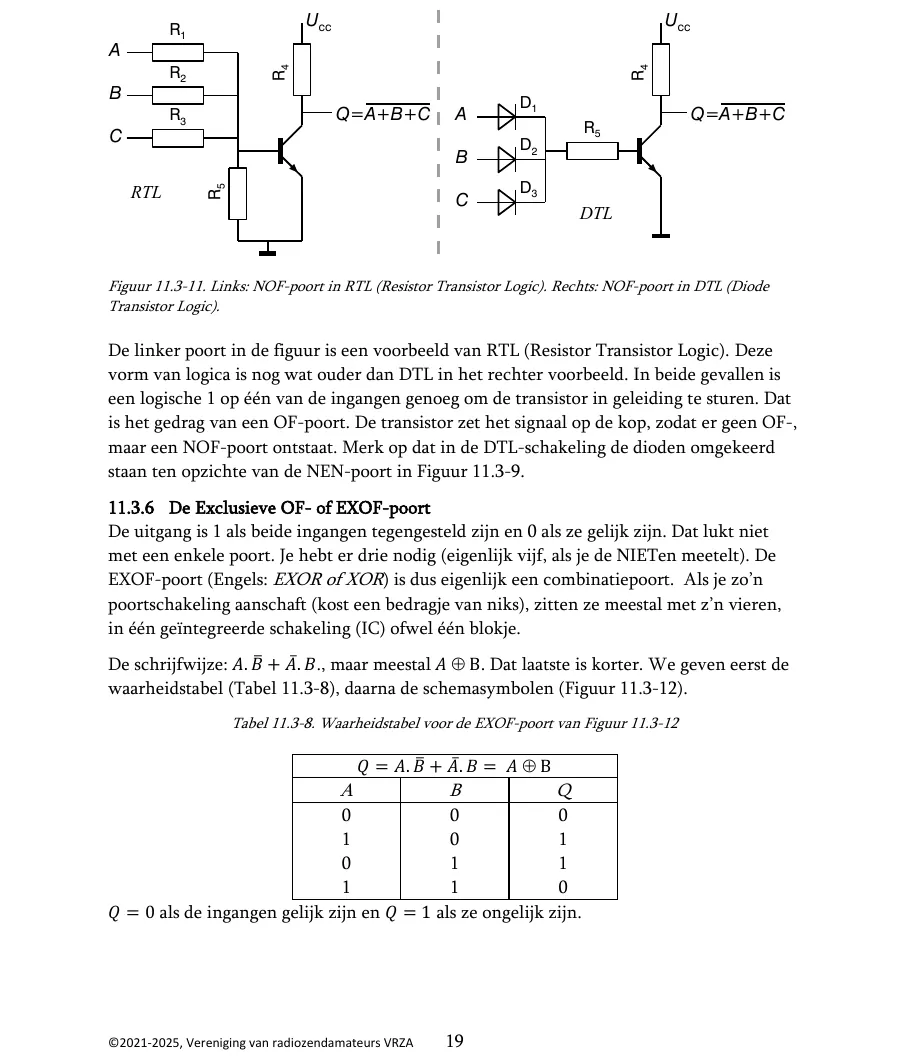 U_cc
A R_1
B R_2
C R_3
R_4
Q=\overline{A+B+C}
RTL
R_5
U_cc
A D_1
B D_2
C D_3
R_5
R_4
Q=\overline{A+B+C}
DTL
Figuur 11.3-11. Links: NOF-poort in RTL (Resistor Transistor Logic). Rechts: NOF-poort in DTL (Diode
Transistor Logic).
De linker poort in de figuur is een voorbeeld van RTL (Resistor Transistor Logic). Deze
vorm van logica is nog wat ouder dan DTL in het rechter voorbeeld. In beide gevallen is
een logische 1 op één van de ingangen genoeg om de transistor in geleiding te sturen. Dat
is het gedrag van een OF-poort. De transistor zet het signaal op de kop, zodat er geen OF-,
maar een NOF-poort ontstaat. Merk op dat in de DTL-schakeling de dioden omgekeerd
staan ten opzichte van de NEN-poort in Figuur 11.3-9.
11.3.6 De Exclusieve OF- of EXOF-poort
De uitgang is 1 als beide ingangen tegengesteld zijn en 0 als ze gelijk zijn. Dat lukt niet
met een enkele poort. Je hebt er drie nodig (eigenlijk vijf, als je de NIETen meetelt). De
EXOF-poort (Engels: EXOR of XOR) is dus eigenlijk een combinatiepoort. Als je zo’n
poortschakeling aanschaft (kost een bedragje van niks), zitten ze meestal met z’n vieren,
in één geïntegreerde schakeling (IC) ofwel één blokje.
De schrijfwijze: A. B̄ + Ā. B., maar meestal A ⊕ B. Dat laatste is korter. We geven eerst de
waarheidstabel (Tabel 11.3-8), daarna de schemasymbolen (Figuur 11.3-12).
Tabel 11.3-8. Waarheidstabel voor de EXOF-poort van Figuur 11.3-12
Q = A. B̄ + Ā. B = A ⊕ B
A B Q
0 0 0
1 0 1
0 1 1
1 1 0
Q = 0 als de ingangen gelijk zijn en Q = 1 als ze ongelijk zijn.
©2021-2025, Vereniging van radiozendamateurs VRZA 19